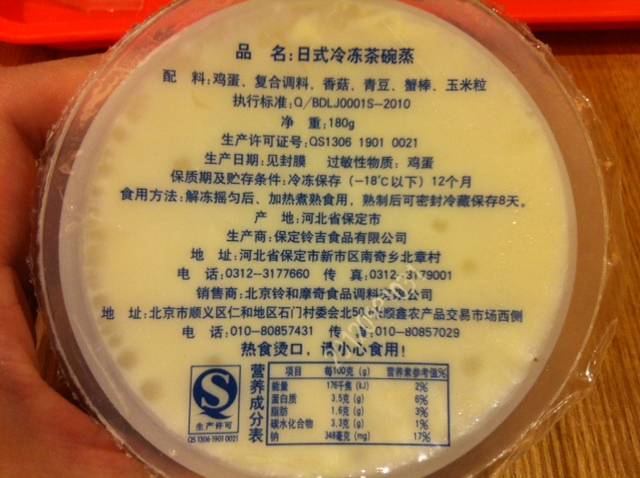 品 名:日式冷冻茶碗蒸
配 料:鸡蛋、复合调料、香菇、青豆、蟹棒、玉米粒
执行标准:Q/BDLJ0001S-2010
净 重:180g
生产许可证号:QS1306 1901 0021
生产日期:见封膜 过敏性物质:鸡蛋
保质期及贮存条件:冷冻保存(-18℃以下)12个月
食用方法:解冻摇匀后、加热煮熟食用,熟制后可密封冷藏保存8天。
产 地:河北省保定市
生产商:保定铃吉食品有限公司
地 址:河北省保定市新市区南奇乡北章村
电 话:0312-3177660 传 真:0312-3179001
销售商:北京铃和摩奇食品调料有限公司
地 址:北京市顺义区仁和地区石门村委会北50米顺鑫农产品交易市场西侧
电 话:010-80857431 传 真:010-80857029
热食烫口,请小心食用!
QS
生产许可
QS 1306 1901 0021
营养成分表
项目 每100克(g) 营养素参考值%
能量 176千焦(kJ) 2%
蛋白质 3.5克(g) 6%
脂肪 1.6克(g) 3%
碳水化合物 3.3克(g) 1%
钠 348毫克(mg) 17%